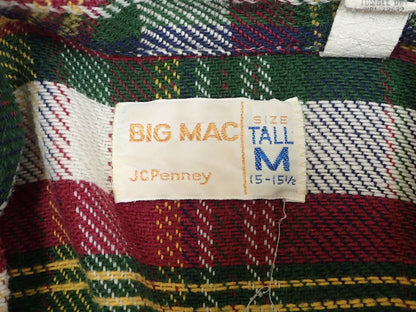 BIG MAC
JCPenney
SIZE
TALL
M
15-15½